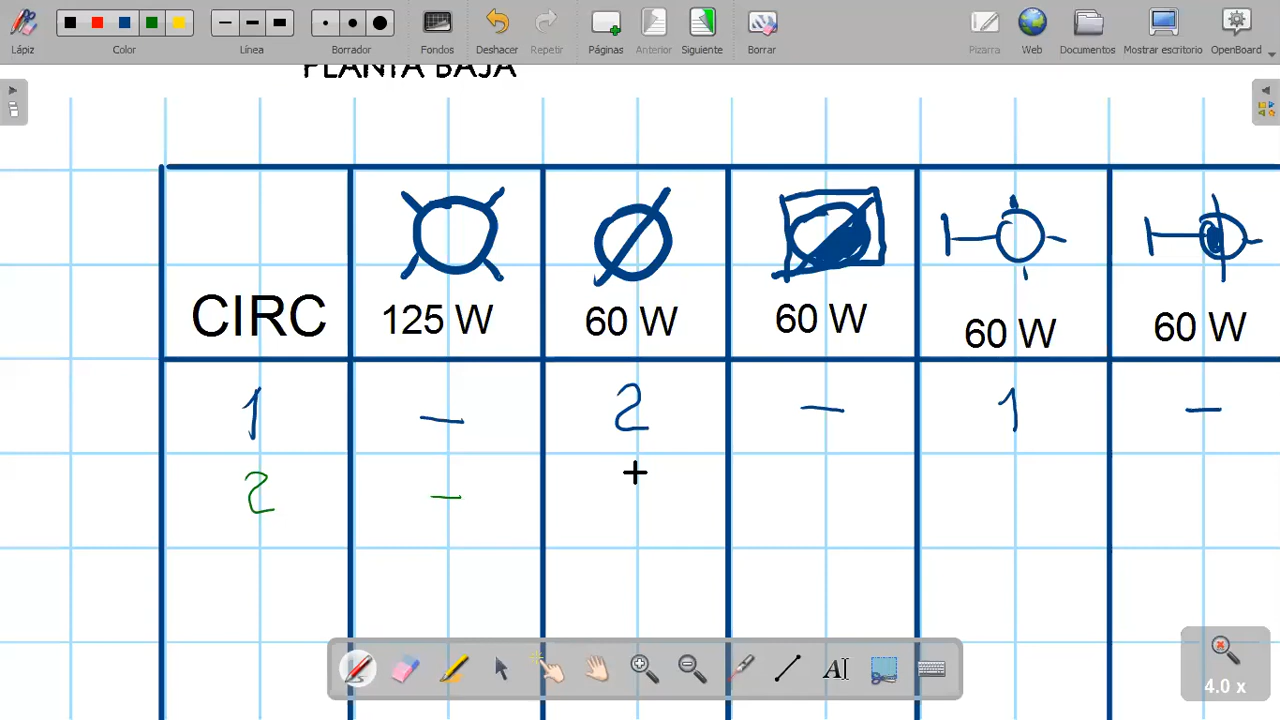 Lápiz Color Línea Borrador Fondos Deshacer Repetir Páginas Anterior Siguiente Borrar Pizarra Web Documentos Mostrar escritorio OpenBoard
PLANTA BAJA
CIRC 125 W 60 W 60 W 60 W 60 W
1 - 2 - 1 -
2 -
AI
4.0 x